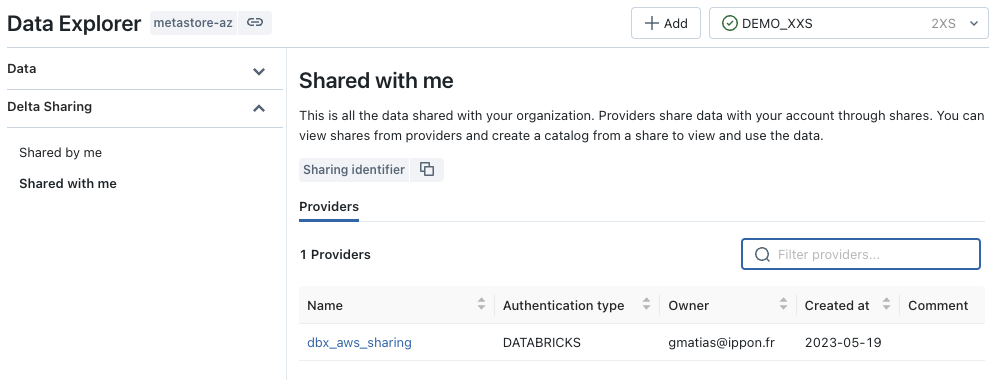 Data Explorer metastore-az
Add DEMO_XXS 2XS
Data
Delta Sharing
Shared by me
Shared with me
Shared with me
This is all the data shared with your organization. Providers share data with your account through shares. You can
view shares from providers and create a catalog from a share to view and use the data.
Sharing identifier
Providers
1 Providers
Filter providers...
Name Authentication type Owner Created at Comment
dbx_aws_sharing DATABRICKS gmatias@ippon.fr 2023-05-19